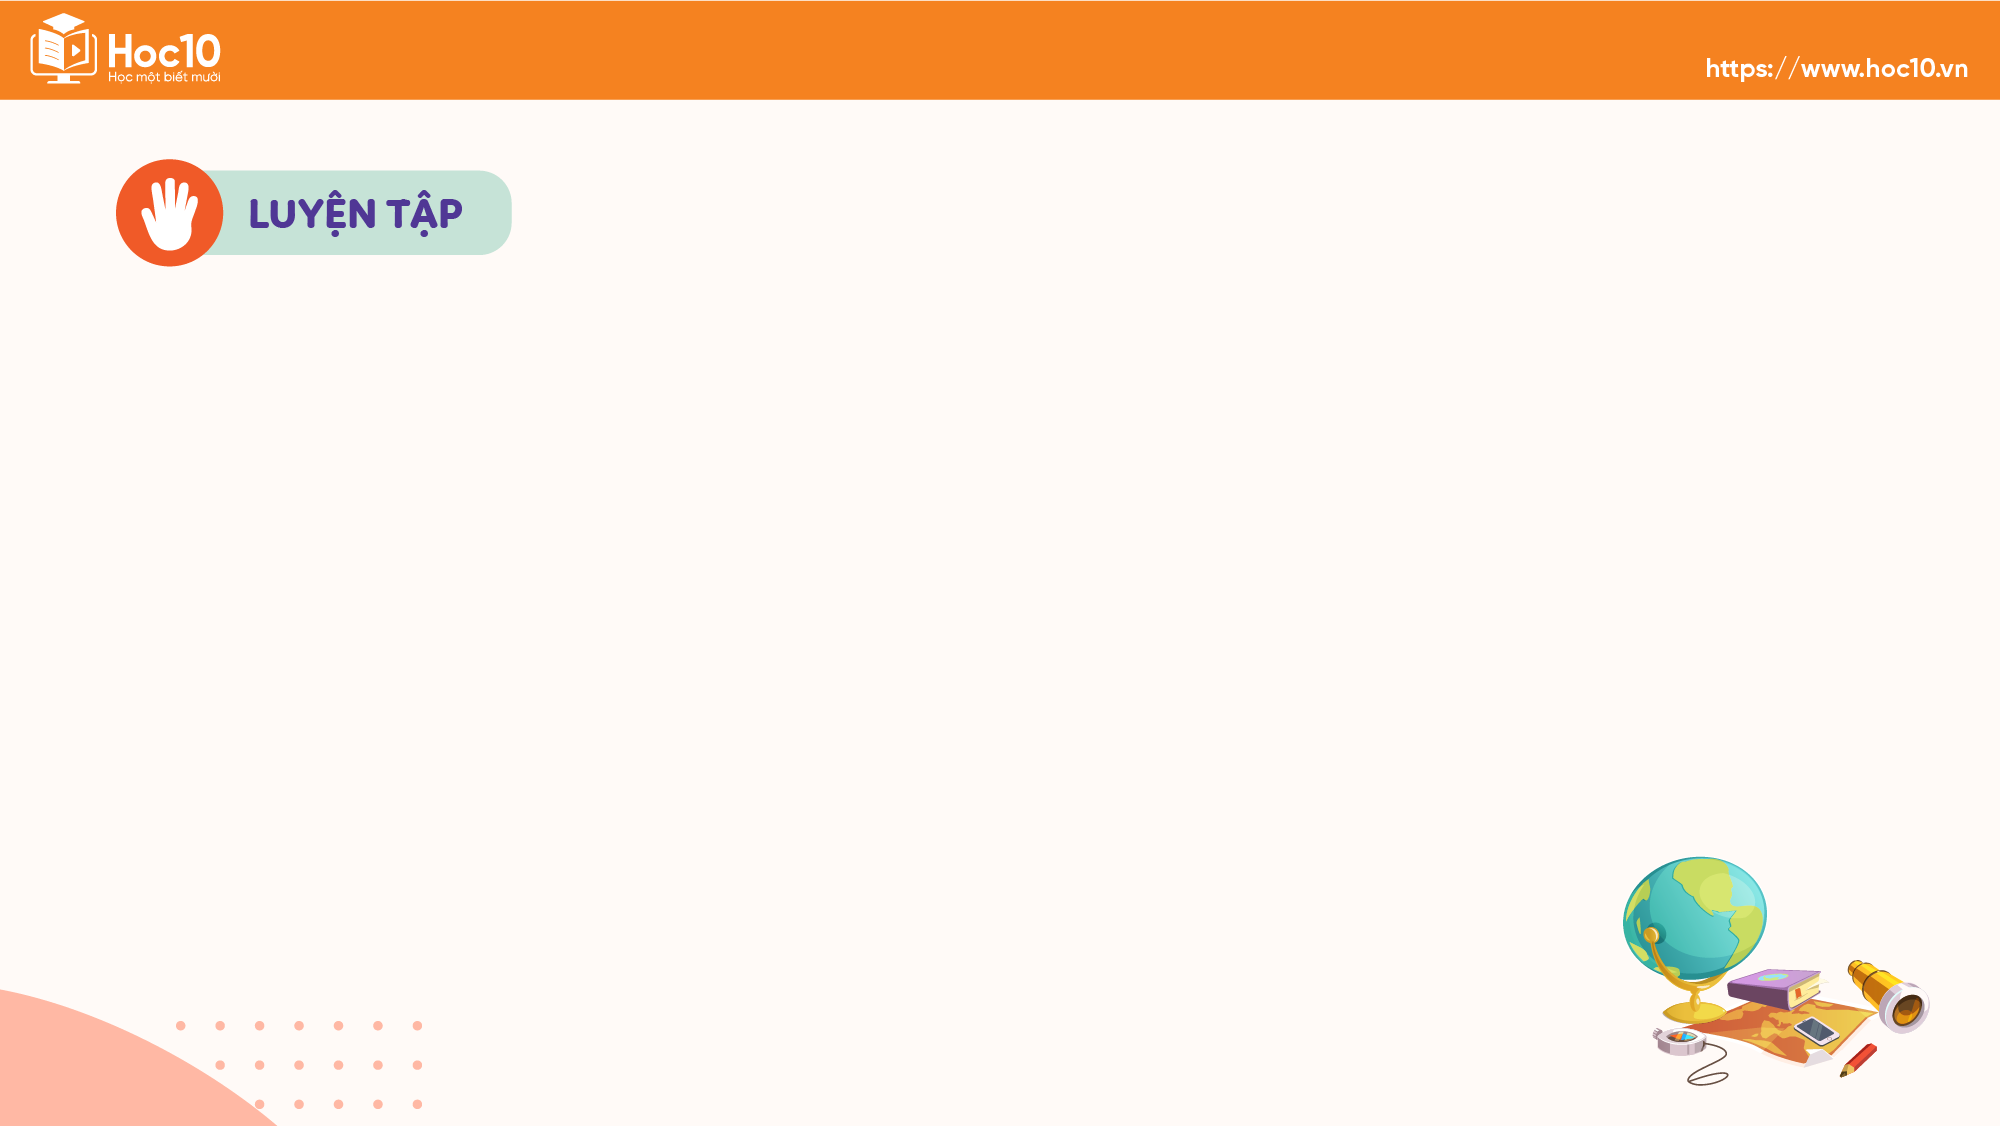 Hoc10
Học một biết mười
https://www.hoc10.vn
LUYỆN TẬP